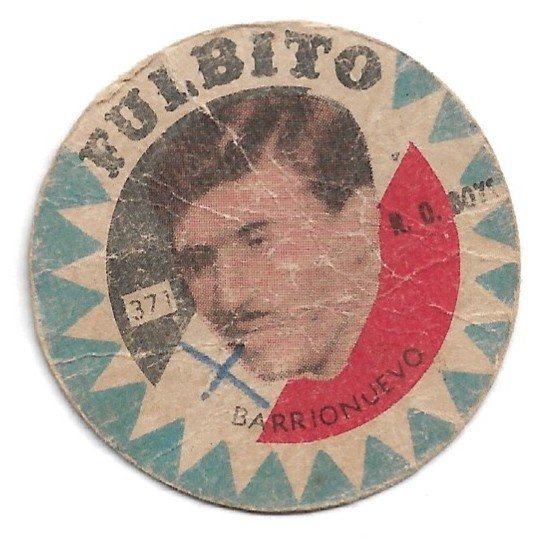 FULBITO
N. O. BOYS
371
BARRIONUEVO